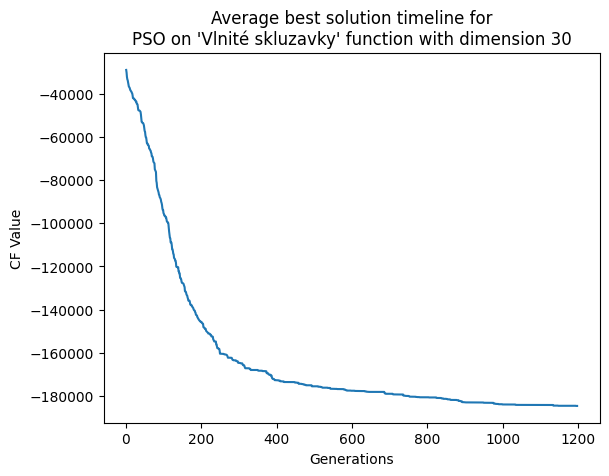 Average best solution timeline for
PSO on 'Vlnité skluzavky' function with dimension 30
−40000
−60000
−80000
−100000
−120000
−140000
−160000
−180000
CF Value
0 200 400 600 800 1000 1200
Generations